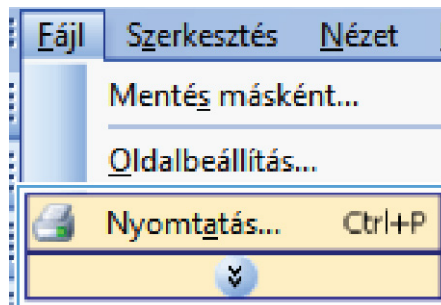 Fájl Szerkesztés Nézet
Mentés másként...
Oldalbeállítás...
Nyomtatás... Ctrl+P